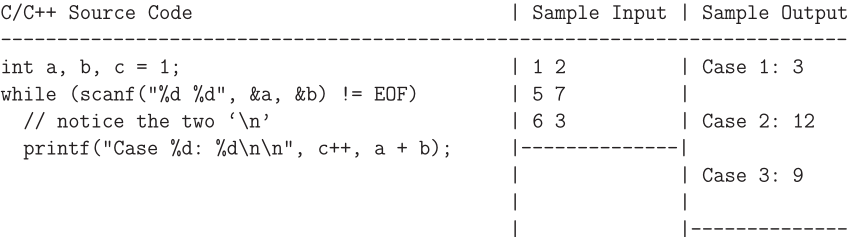 C/C++ Source Code | Sample Input | Sample Output
---------------------------------------------------------------------------
int a, b, c = 1; | 1 2 | Case 1: 3
while (scanf("%d %d", &a, &b) != EOF) | 5 7 |
// notice the two ‘\n’ | 6 3 | Case 2: 12
printf("Case %d: %d\n\n", c++, a + b); |--------------|
| | Case 3: 9
| |
| |--------------